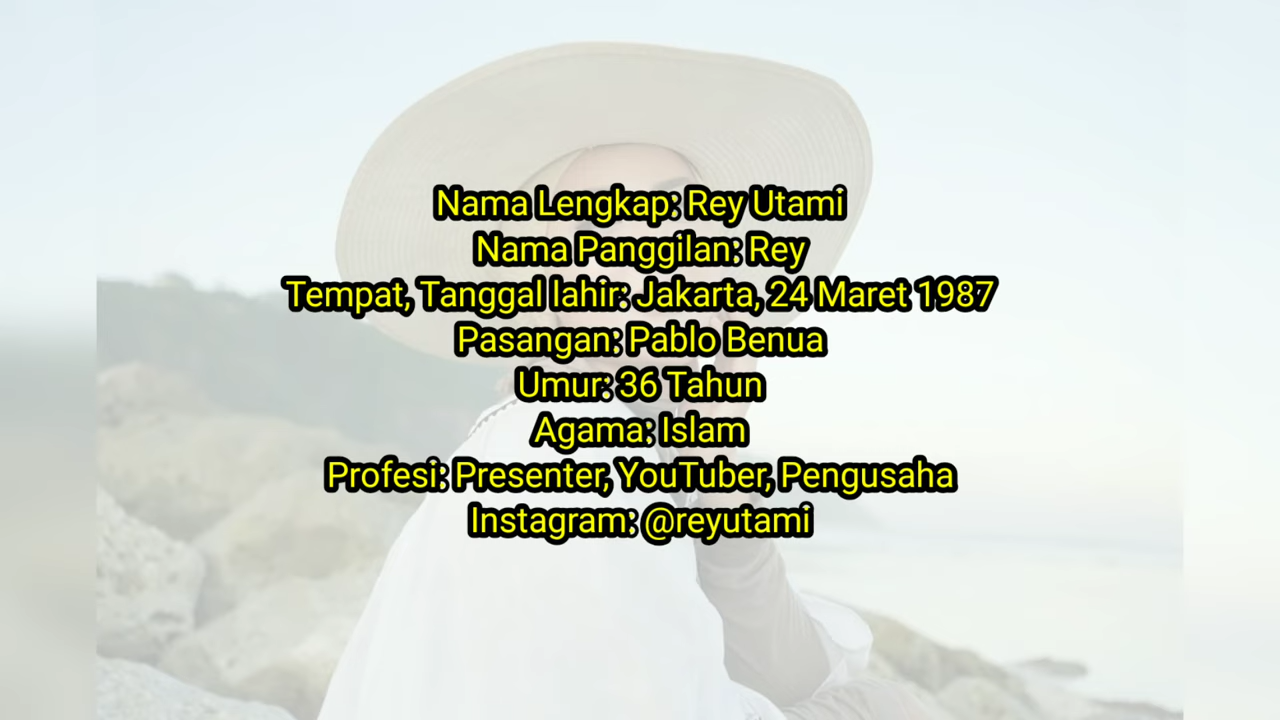 Nama Lengkap: Rey Utami
Nama Panggilan: Rey
Tempat, Tanggal lahir: Jakarta, 24 Maret 1987
Pasangan: Pablo Benua
Umur: 36 Tahun
Agama: Islam
Profesi: Presenter, YouTuber, Pengusaha
Instagram: @reyutami